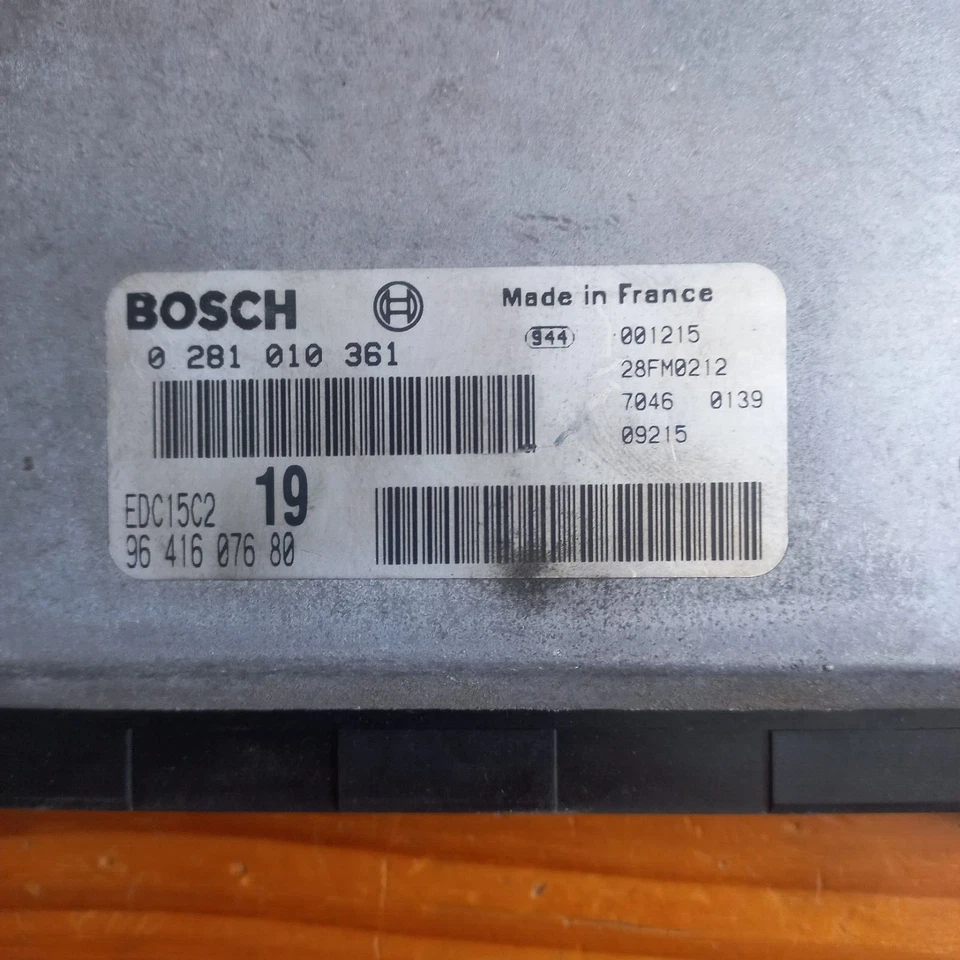 BOSCH
Made in France
0 281 010 361
944
001215
28FM0212
7046 0139
09215
EDC15C2 19
96 416 076 80